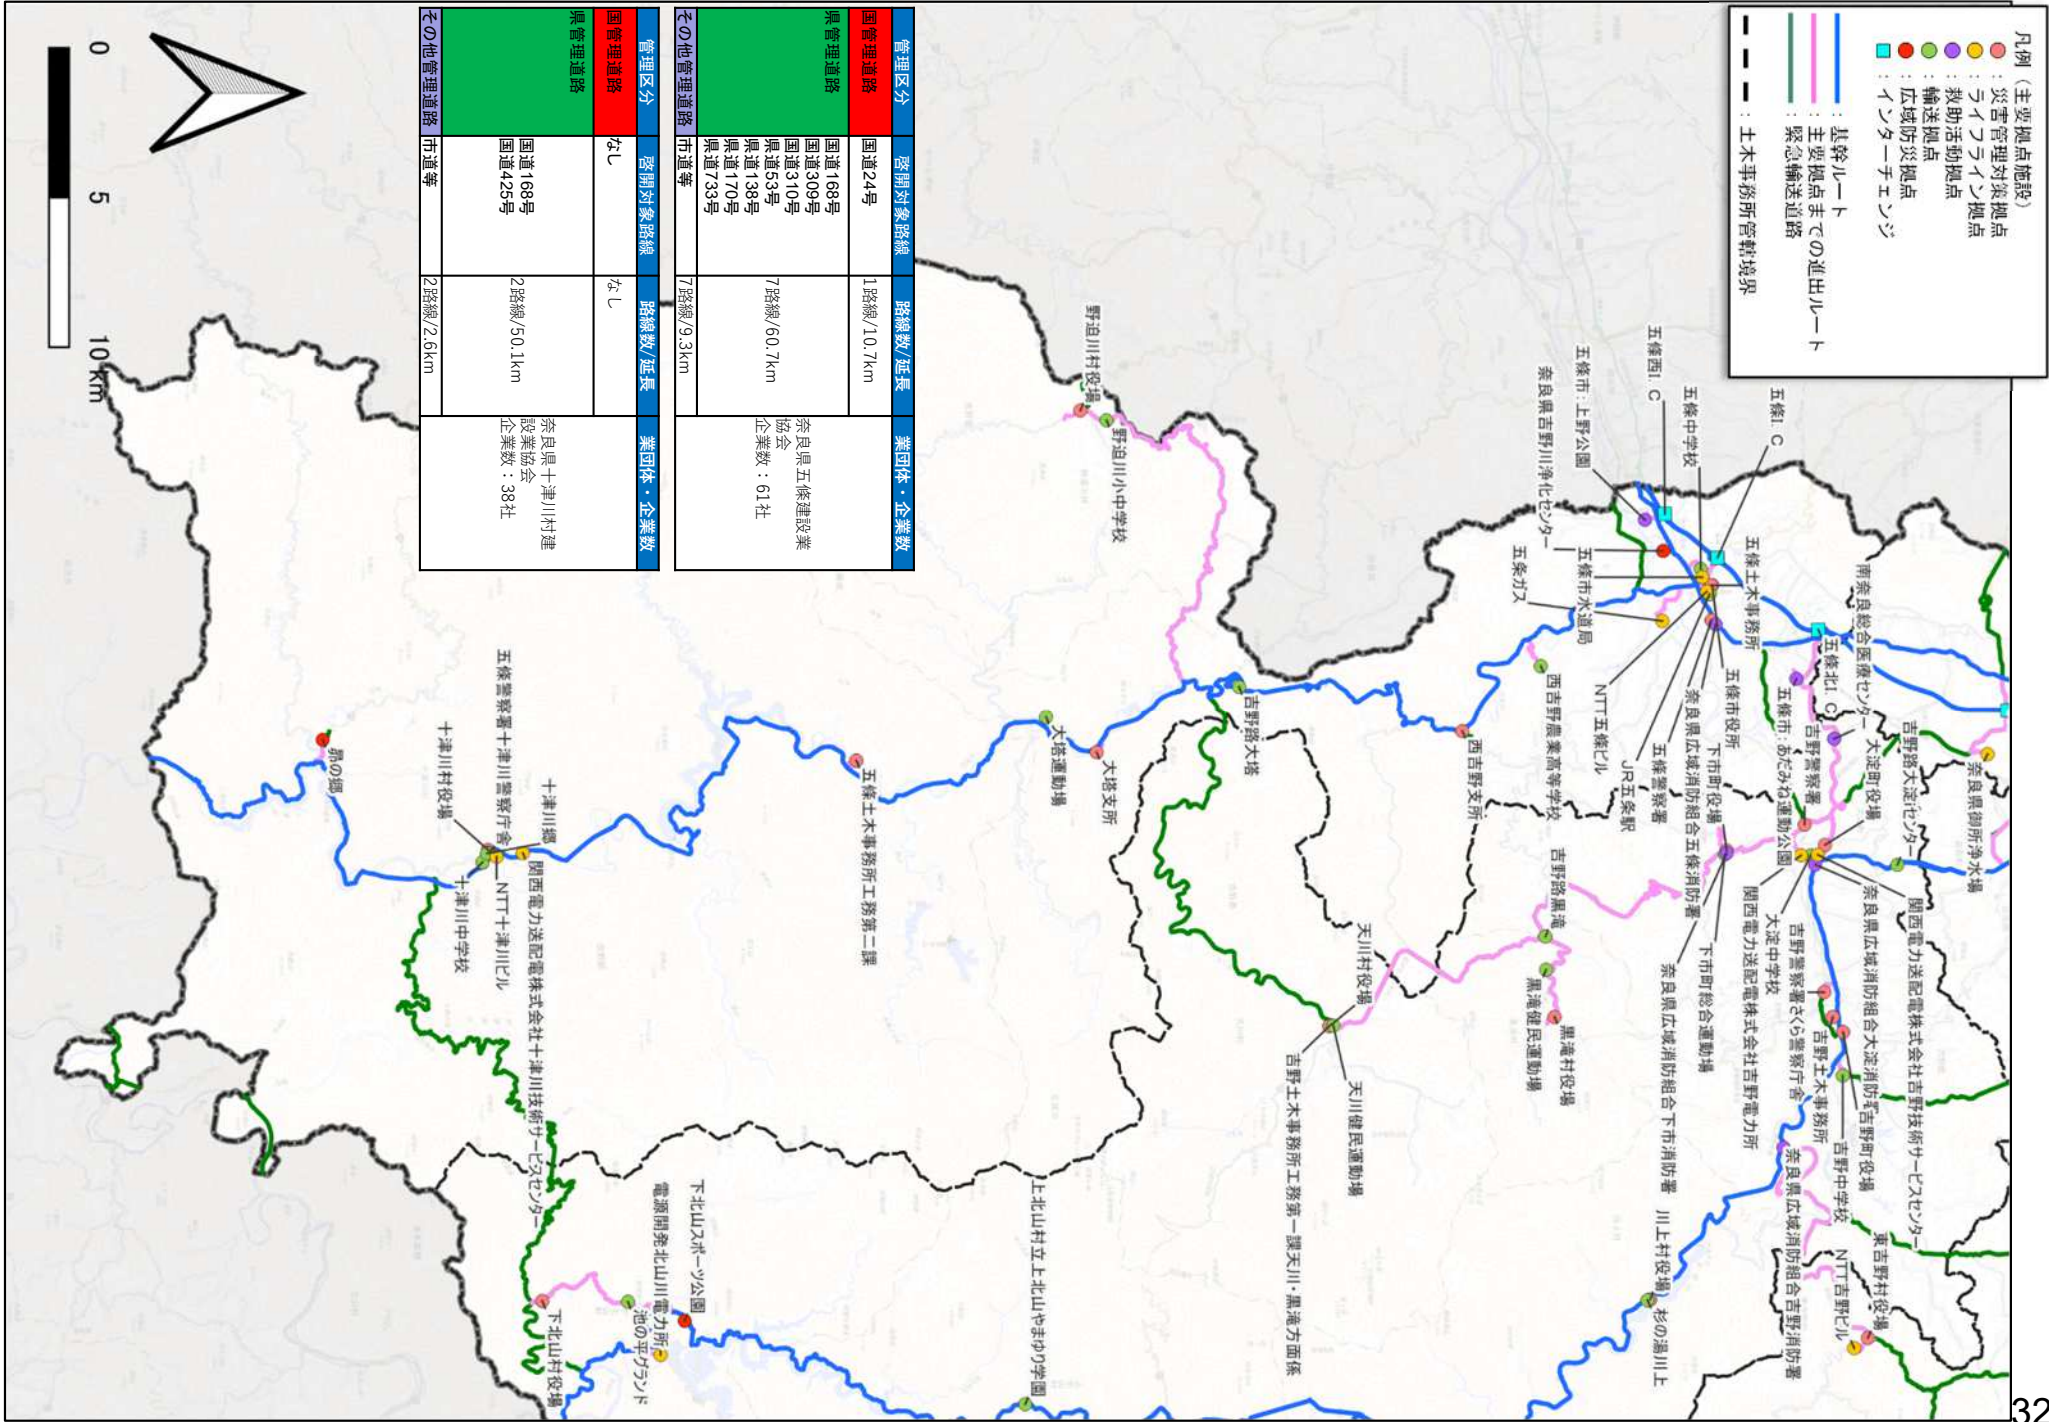 凡例（主要拠点施設）
：災害管理対策拠点
：ライフライン拠点
：救助活動拠点
：輸送拠点
：広域防災拠点
：インターチェンジ
：基幹ルート
：主要拠点までの進出ルート
：緊急輸送道路
：土木事務所管轄境界
管理区分 啓開対象路線 路線数/延長 業団体・企業数
国管理道路 国道24号 1路線/10.7km
県管理道路
国道168号
国道309号
国道310号
県道53号
県道138号
県道170号
県道733号
7路線/60.7km
奈良県五條建設業
協会
企業数：61社
その他管理道路 市道等 7路線/9.3km
管理区分 啓開対象路線 路線数/延長 業団体・企業数
国管理道路 なし なし
県管理道路
国道168号
国道425号
2路線/50.1km
奈良県十津川村建
設業協会
企業数：38社
その他管理道路 市道等 2路線/2.6km
0 5 10 km
五條I. C
五條中学校
五條西I. C
五條市：上野公園
奈良県吉野川浄化センター
五條土木事務所
五條市水道局
五条ガス
南奈良総合医療センター
五條北I. C
五條市役所
奈良県広域消防組合五條消防署
五條警察署
JR五条駅
NTT五條ビル
西吉野農業高等学校
西吉野支所
五條市：あだみね運動公園
吉野警察署
大淀町役場
吉野路大淀iセンター
奈良県御所浄水場
下市町役場
下市町総合運動場
奈良県広域消防組合下市消防署
関西電力送配電株式会社吉野電力所
大淀中学校
関西電力送配電株式会社吉野技術サービスセンター
奈良県広域消防組合大淀消防署
吉野警察署さくら警察庁舎
吉野土木事務所
吉野町役場
吉野中学校
奈良県広域消防組合吉野消防署
東吉野村役場
NTT吉野ビル
川上村役場
杉の湯川上
吉野路黒滝
黒滝健民運動場
黒滝村役場
天川村役場
天川健民運動場
吉野土木事務所工務第一課天川・黒滝方面係
野迫川村役場
野迫川小中学校
吉野路大塔
大塔支所
大塔運動場
五條土木事務所工務第二課
上北山村立上北山やまゆり学園
十津川郷
五條警察署十津川警察庁舎
十津川村役場
関西電力送配電株式会社十津川技術サービスセンター
NTT十津川ビル
十津川中学校
昴の郷
下北山スポーツ公園
電源開発北山川電力所
池の平グランド
下北山村役場
32